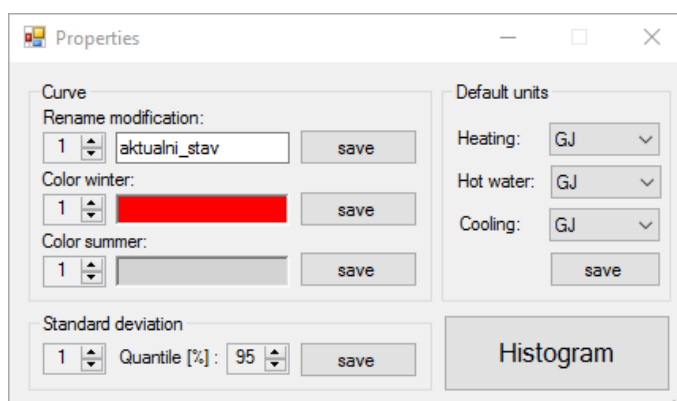 Properties
Curve
Rename modification:
1 aktualni_stav save
Color winter:
1 save
Color summer:
1 save
Default units
Heating: GJ
Hot water: GJ
Cooling: GJ
save
Standard deviation
1 Quantile [%] : 95 save
Histogram